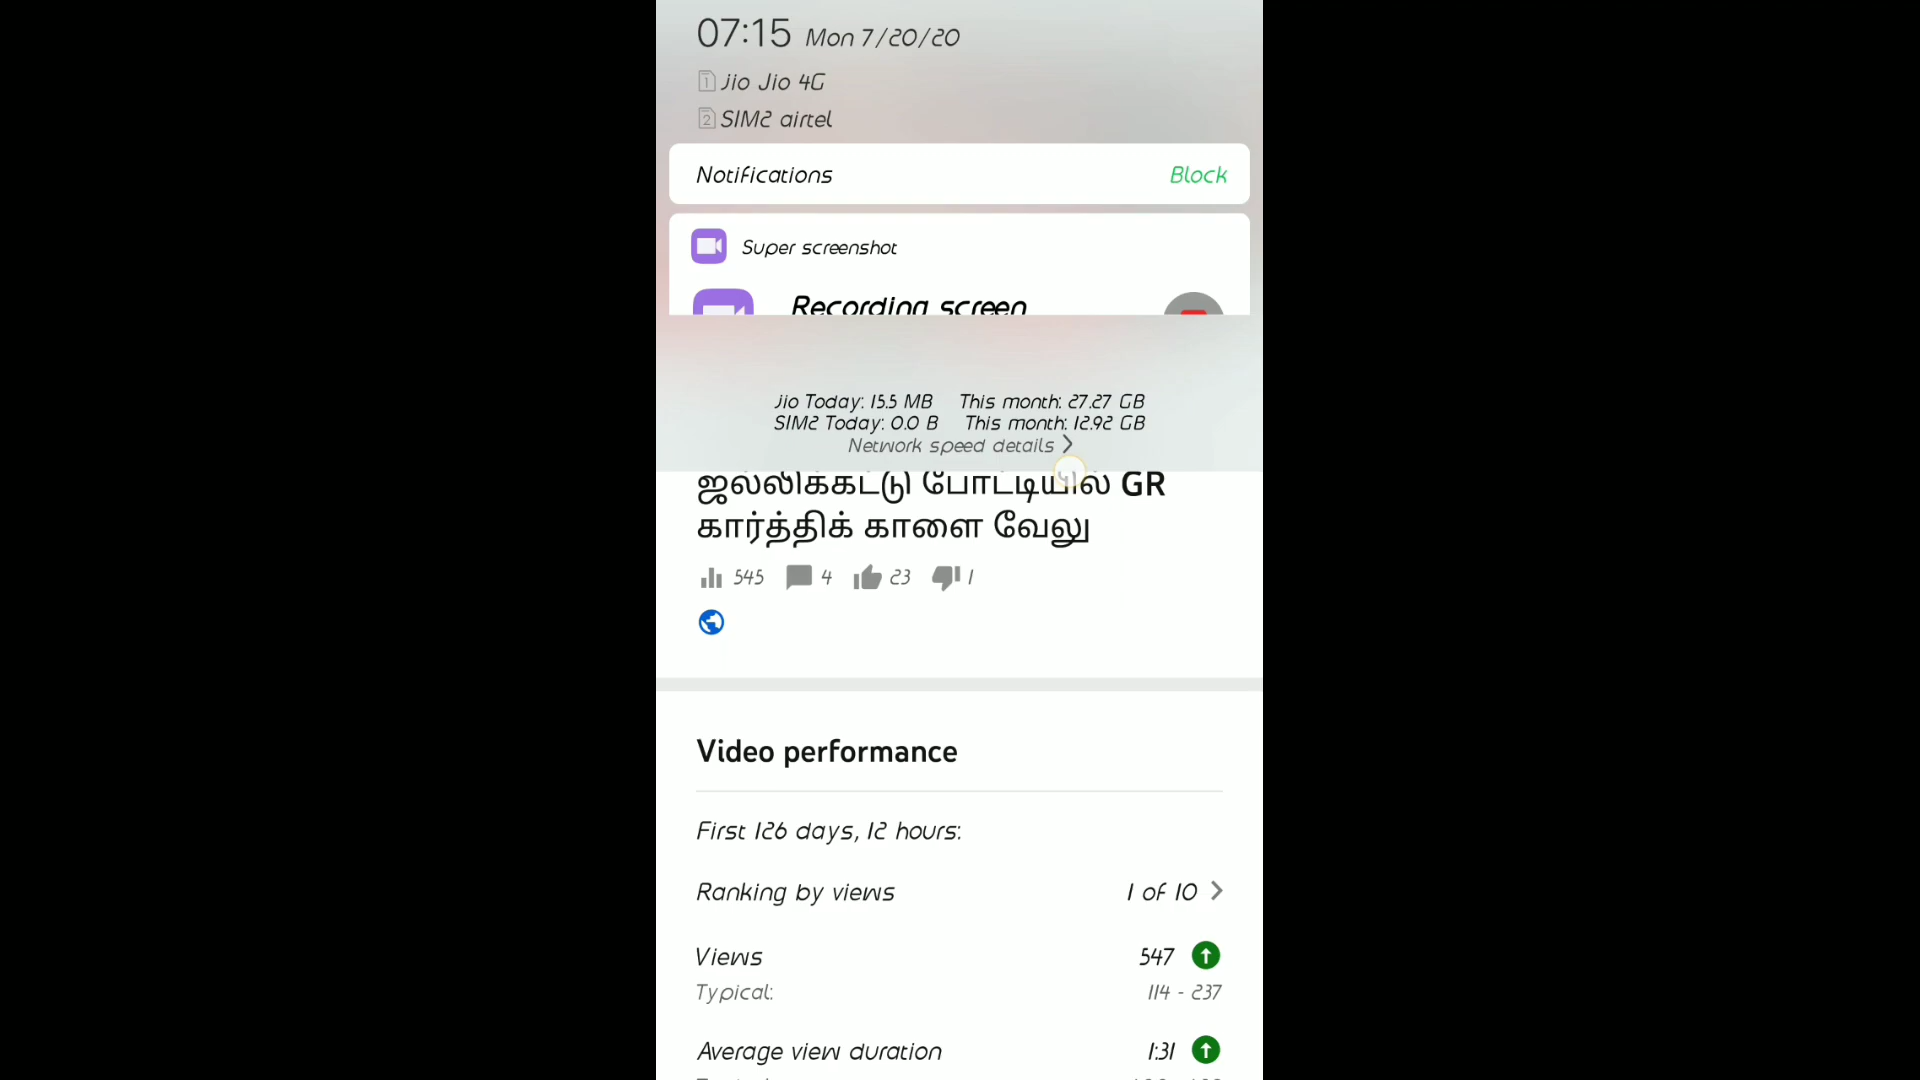 07:15 Mon 7/20/20
1 jio Jio 4G
2 SIM2 airtel
Notifications Block
Super screenshot
Recording screen
Jio Today: 15.5 MB This month: 27.27 GB
SIM2 Today: 0.0 B This month: 12.92 GB
Network speed details >
ஜல்லிக்கட்டு போட்டியில் GR
கார்த்திக் காளை வேலு
545 4 23 1
Video performance
First 126 days, 12 hours:
Ranking by views 1 of 10 >
Views 547
Typical: 114 - 237
Average view duration 1:31